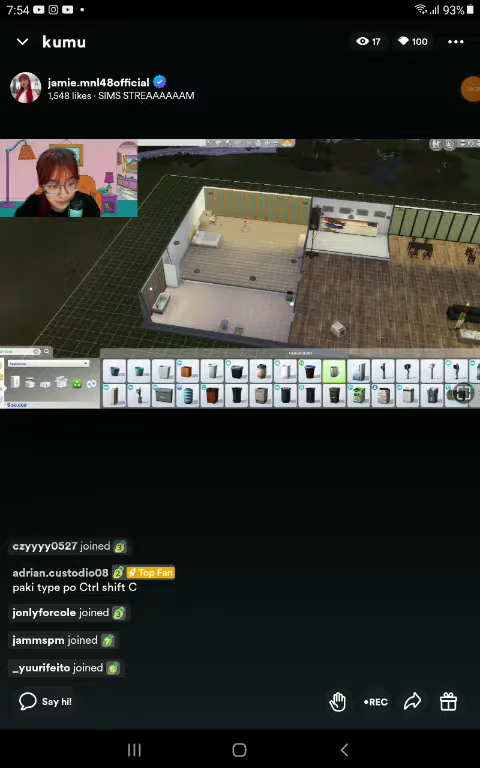 7:54
93%
kumu
17
100
jamie.mnl48official
1,548 likes · SIMS STREAAAAAAM
czyyyy0527 joined
adrian.custodio08 Top Fan
paki type po Ctrl shift C
jonlyforcole joined
jammspm joined
_yuurifeito joined
Say hi!
•REC